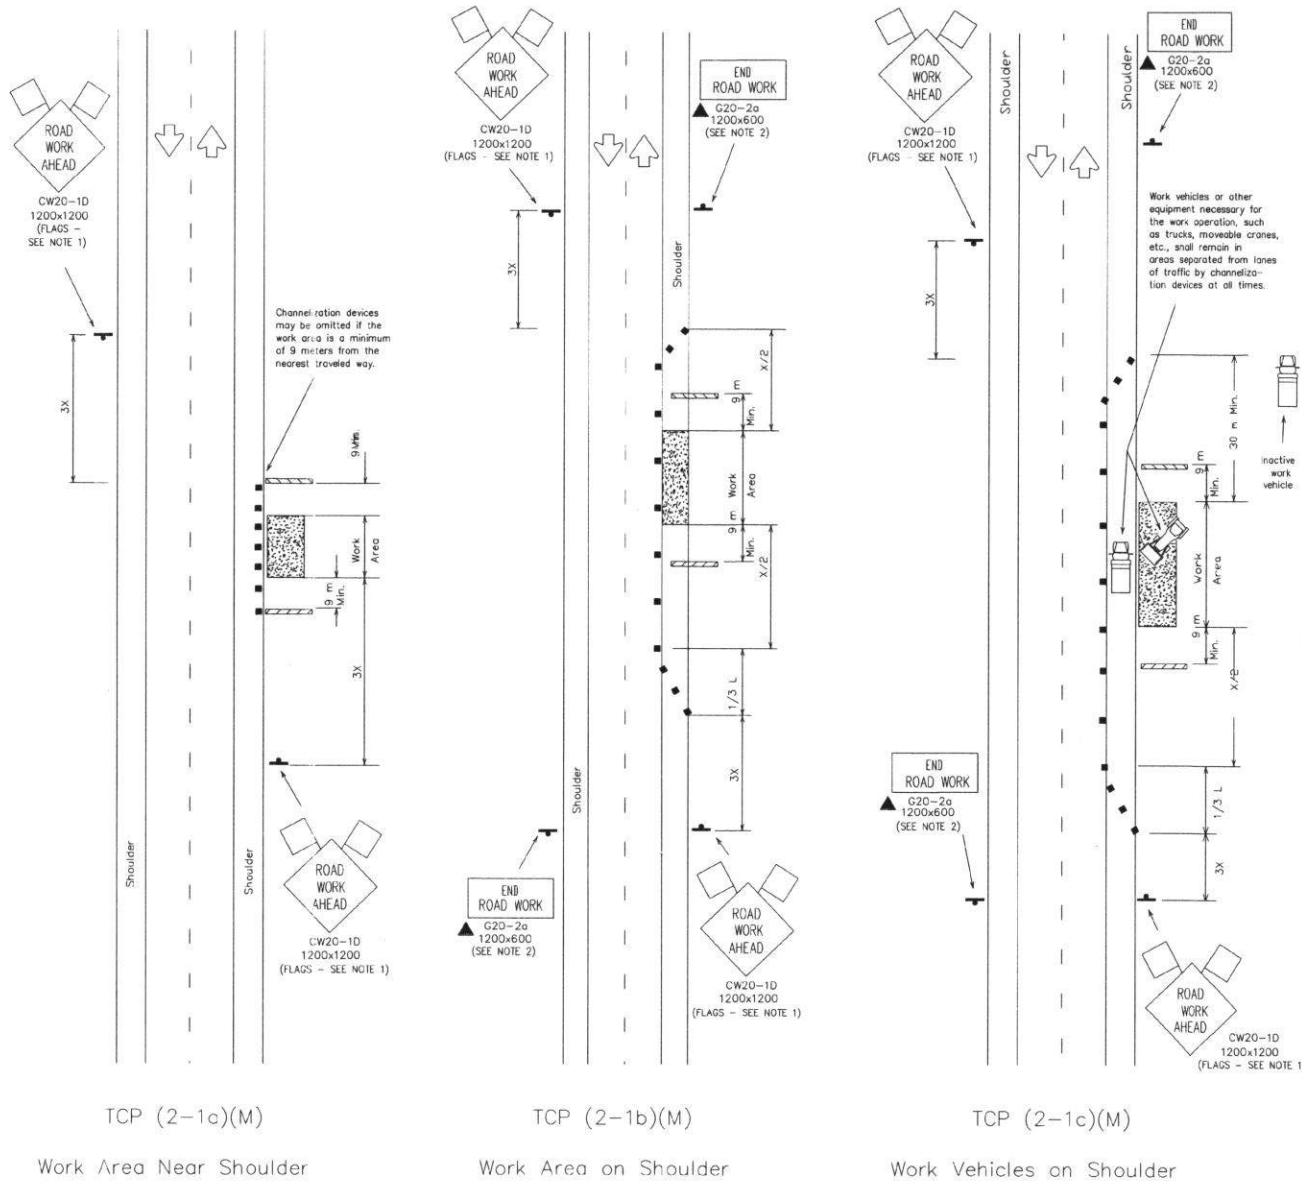 ROAD
WORK
AHEAD
CW20-1D
1200x1200
(FLAGS -
SEE NOTE 1)
3X
Channelization devices
may be omitted if the
work area is a minimum
of 9 meters from the
nearest traveled way.
9 Min.
Work
Area
9 m
Min.
3X
Shoulder
Shoulder
ROAD
WORK
AHEAD
CW20-1D
1200x1200
(FLAGS - SEE NOTE 1)
TCP (2-1a)(M)
Work Area Near Shoulder
ROAD
WORK
AHEAD
CW20-1D
1200x1200
(FLAGS - SEE NOTE 1)
END
ROAD WORK
G20-2a
1200x600
(SEE NOTE 2)
3X
Shoulder
X/2
9 m
Min.
Work
Area
9 m
Min.
X/2
1/3 L
3X
Shoulder
END
ROAD WORK
G20-2a
1200x600
(SEE NOTE 2)
ROAD
WORK
AHEAD
CW20-1D
1200x1200
(FLAGS - SEE NOTE 1)
TCP (2-1b)(M)
Work Area on Shoulder
ROAD
WORK
AHEAD
CW20-1D
1200x1200
(FLAGS - SEE NOTE 1)
Shoulder
Shoulder
END
ROAD WORK
G20-2a
1200x600
(SEE NOTE 2)
Work vehicles or other
equipment necessary for
the work operation, such
as trucks, moveable cranes,
etc., shall remain in
areas separated from lanes
of traffic by channeliza-
tion devices at all times.
3X
30 m Min.
9 m
Min.
Inactive
work
vehicle
Work
Area
9 m
Min.
X/2
1/3 L
3X
END
ROAD WORK
G20-2a
1200x600
(SEE NOTE 2)
ROAD
WORK
AHEAD
CW20-1D
1200x1200
(FLAGS - SEE NOTE 1
TCP (2-1c)(M)
Work Vehicles on Shoulder